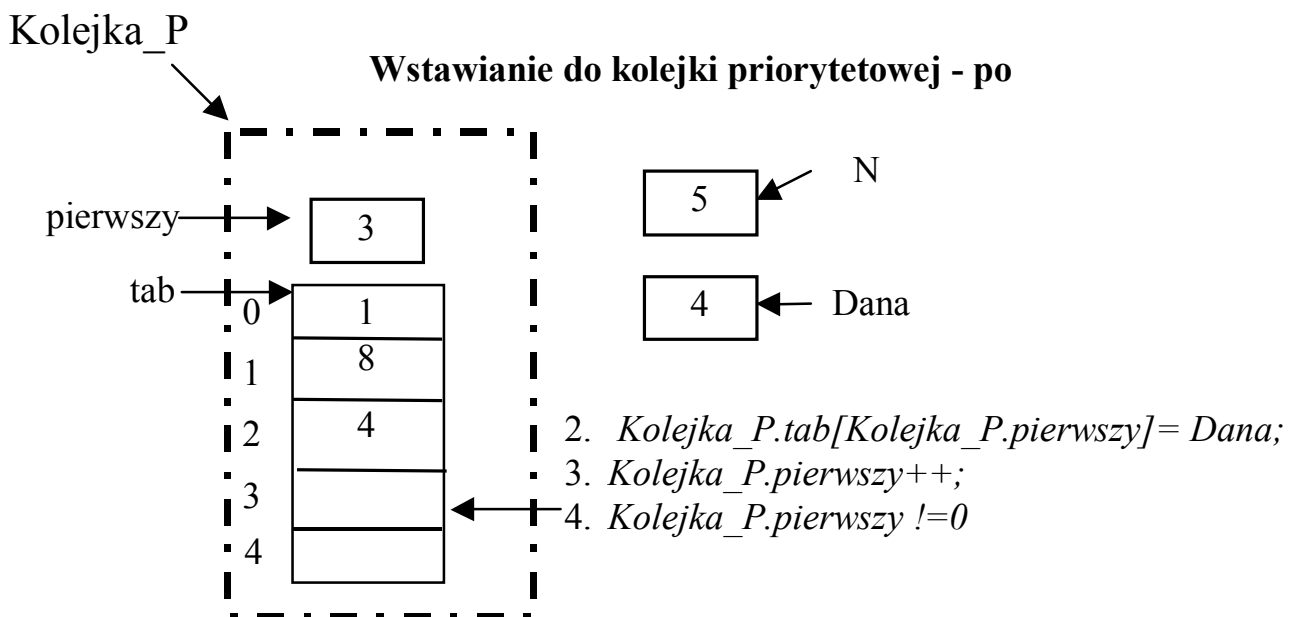 Kolejka_P
Wstawianie do kolejki priorytetowej - po
N
5
pierwszy
3
tab
0
1
4
Dana
1
8
2
4
2. Kolejka_P.tab[Kolejka_P.pierwszy]= Dana;
3. Kolejka_P.pierwszy++;
3
4. Kolejka_P.pierwszy !=0
4